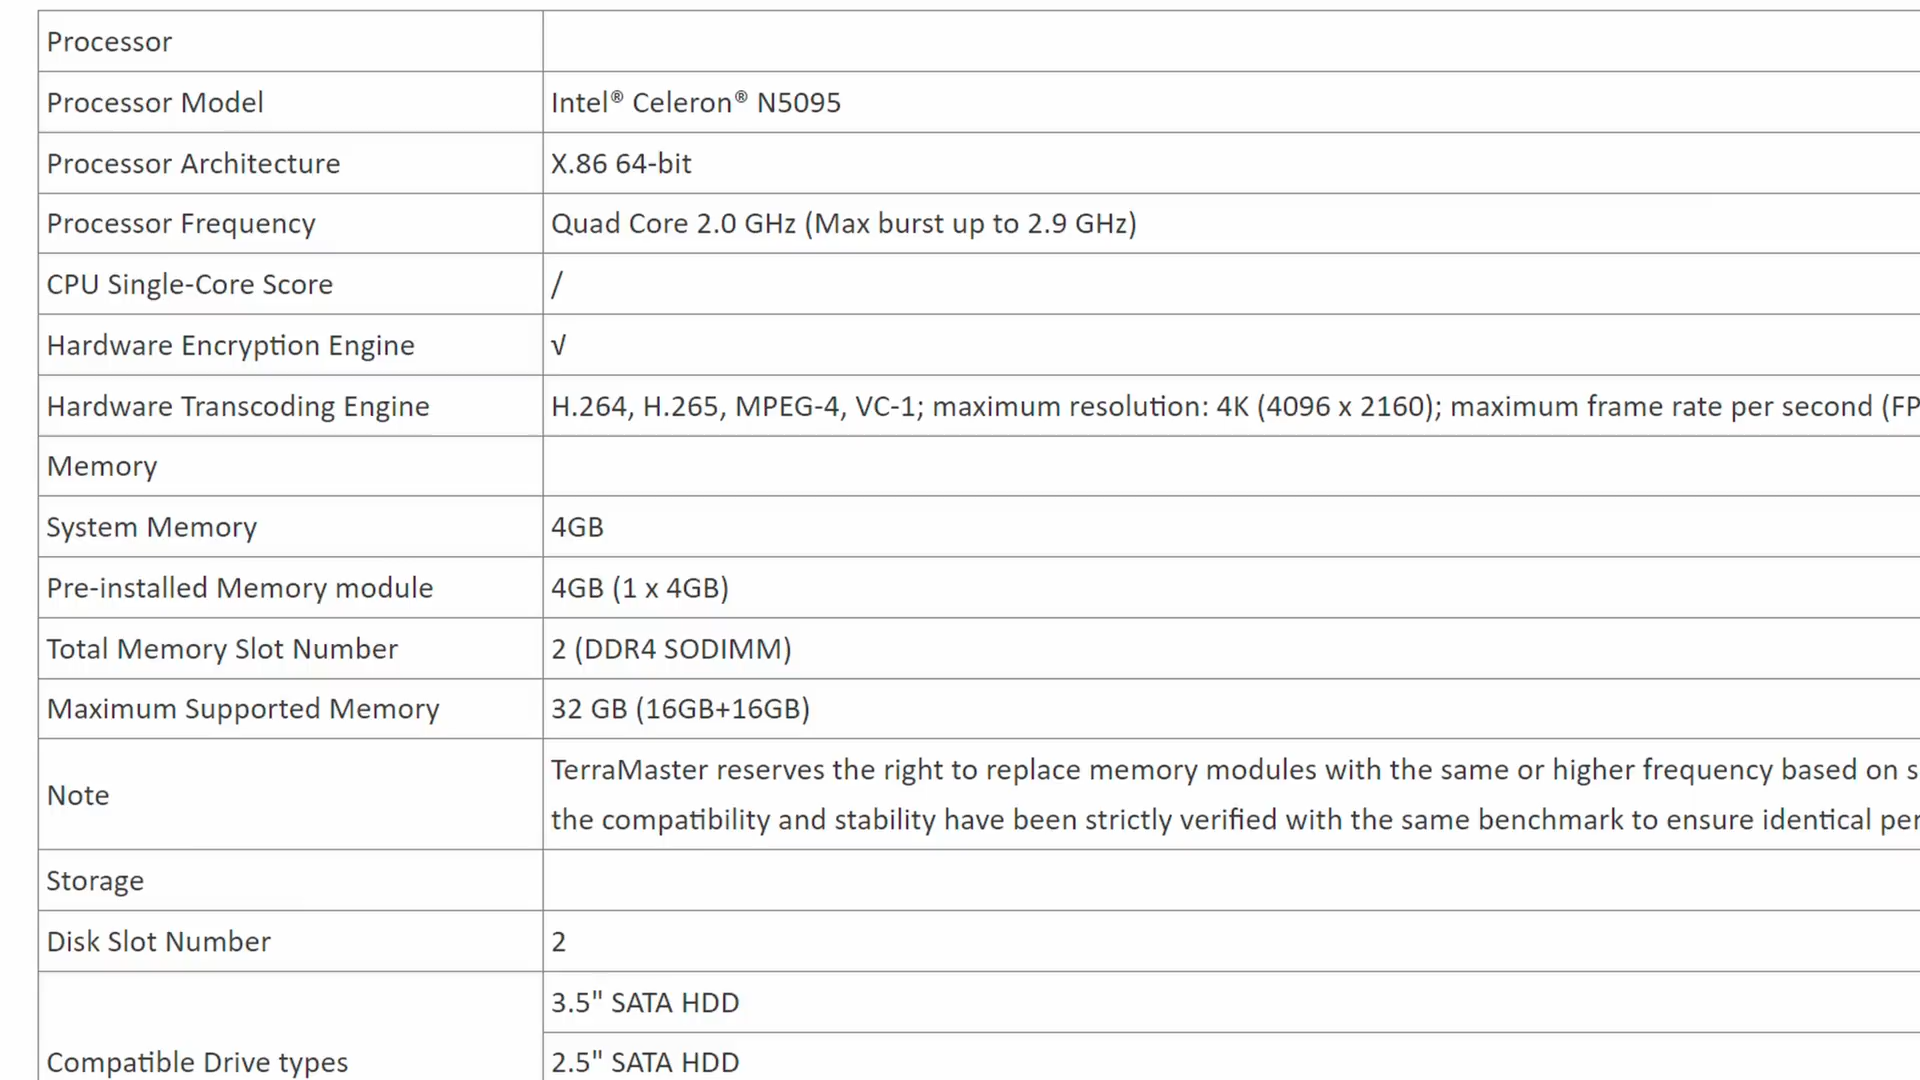 Processor
Processor Model Intel® Celeron® N5095
Processor Architecture X.86 64-bit
Processor Frequency Quad Core 2.0 GHz (Max burst up to 2.9 GHz)
CPU Single-Core Score /
Hardware Encryption Engine √
Hardware Transcoding Engine H.264, H.265, MPEG-4, VC-1; maximum resolution: 4K (4096 x 2160); maximum frame rate per second (FP
Memory
System Memory 4GB
Pre-installed Memory module 4GB (1 x 4GB)
Total Memory Slot Number 2 (DDR4 SODIMM)
Maximum Supported Memory 32 GB (16GB+16GB)
Note
TerraMaster reserves the right to replace memory modules with the same or higher frequency based on s
the compatibility and stability have been strictly verified with the same benchmark to ensure identical per
Storage
Disk Slot Number 2
Compatible Drive types
3.5" SATA HDD
2.5" SATA HDD